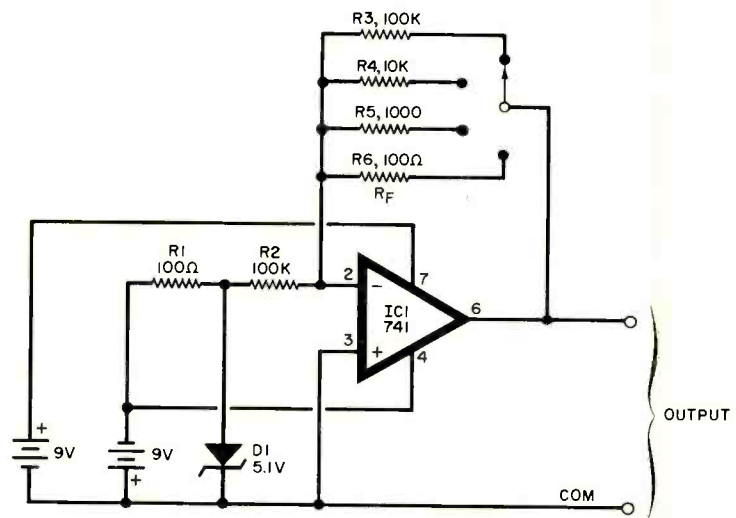 R3, 100K
R4, 10K
R5, 1000
R6, 100Ω
RF
R1
100Ω
R2
100K
2
-
7
IC1
741
6
3
+
4
+
9V
9V
+
D1
5.1V
OUTPUT
COM